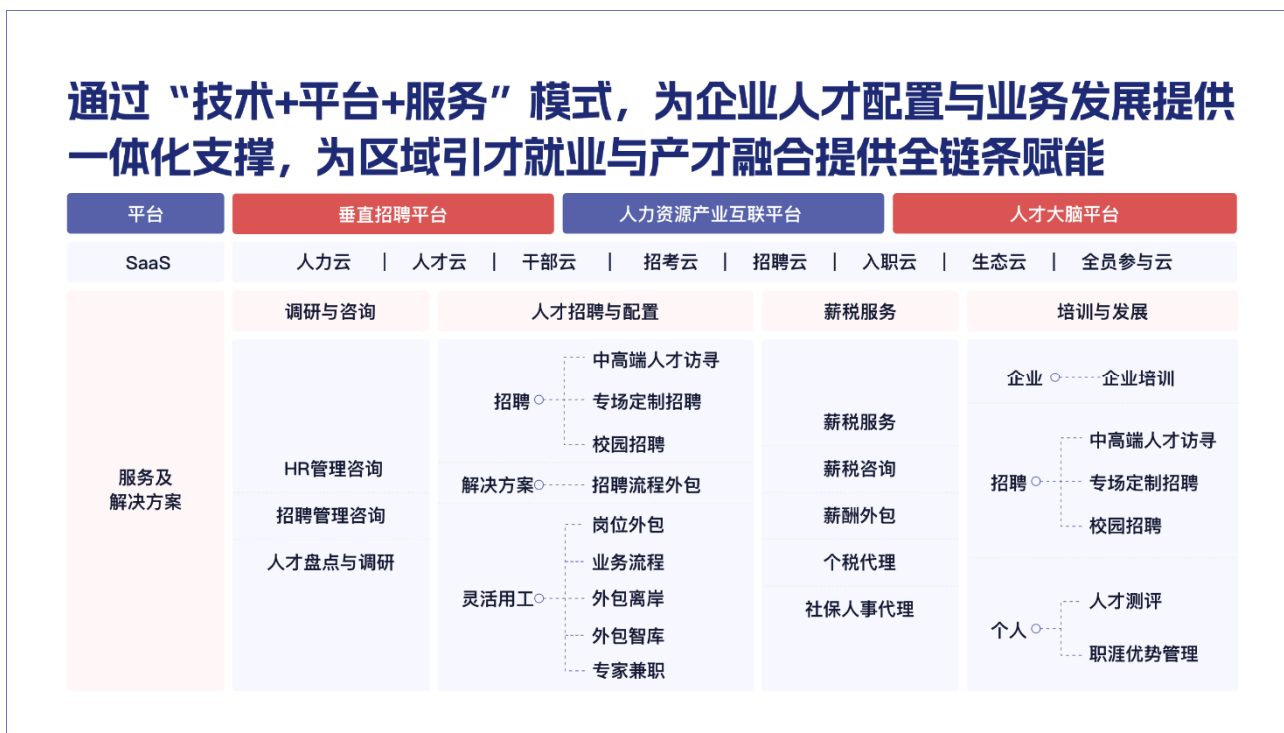 通过“技术+平台+服务”模式，为企业人才配置与业务发展提供
一体化支撑，为区域引才就业与产才融合提供全链条赋能
平台
垂直招聘平台
人力资源产业互联平台
人才大脑平台
SaaS
人力云 | 人才云 | 干部云 | 招考云 | 招聘云 | 入职云 | 生态云 | 全员参与云
服务及
解决方案
调研与咨询
HR管理咨询
招聘管理咨询
人才盘点与调研
人才招聘与配置
招聘
中高端人才访寻
专场定制招聘
校园招聘
解决方案
招聘流程外包
灵活用工
岗位外包
业务流程
外包离岸
外包智库
专家兼职
薪税服务
薪税服务
薪税咨询
薪酬外包
个税代理
社保人事代理
培训与发展
企业
企业培训
招聘
中高端人才访寻
专场定制招聘
校园招聘
个人
人才测评
职涯优势管理